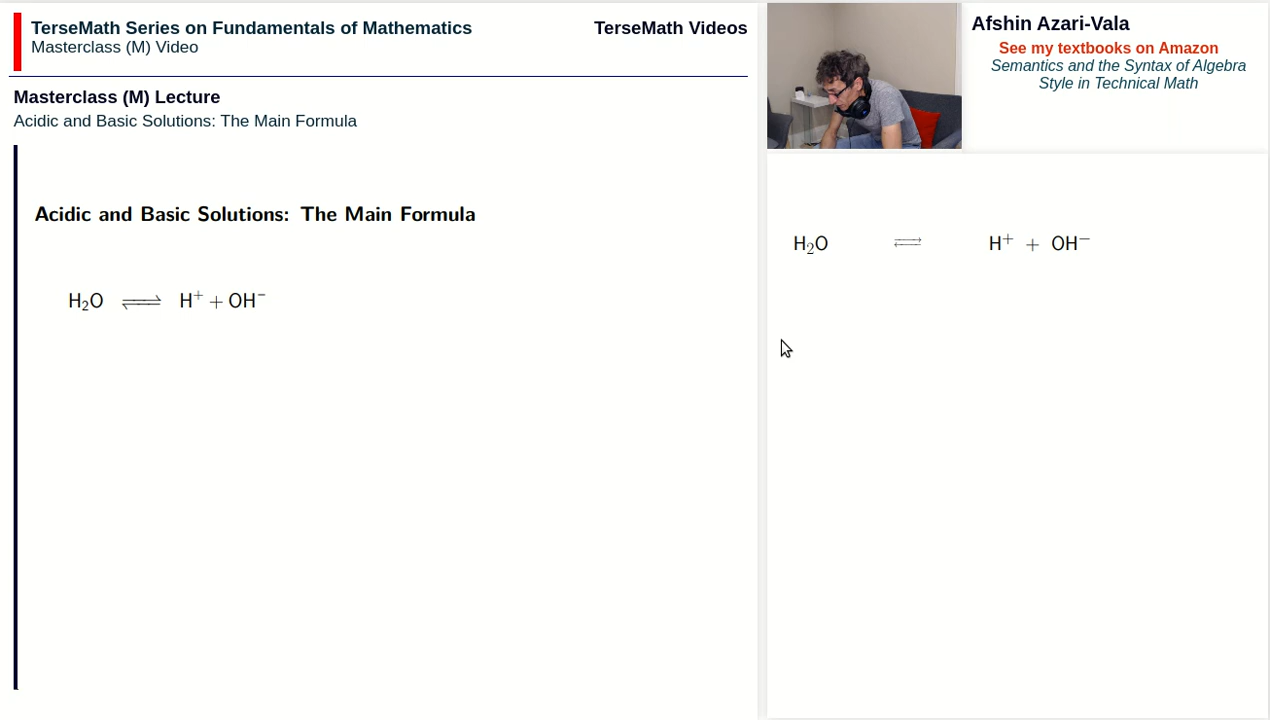 TerseMath Series on Fundamentals of Mathematics
Masterclass (M) Video
TerseMath Videos
Masterclass (M) Lecture
Acidic and Basic Solutions: The Main Formula
Acidic and Basic Solutions: The Main Formula
H₂O ⇌ H⁺ + OH⁻
Afshin Azari-Vala
See my textbooks on Amazon
Semantics and the Syntax of Algebra
Style in Technical Math
H₂O ⇄ H⁺ + OH⁻